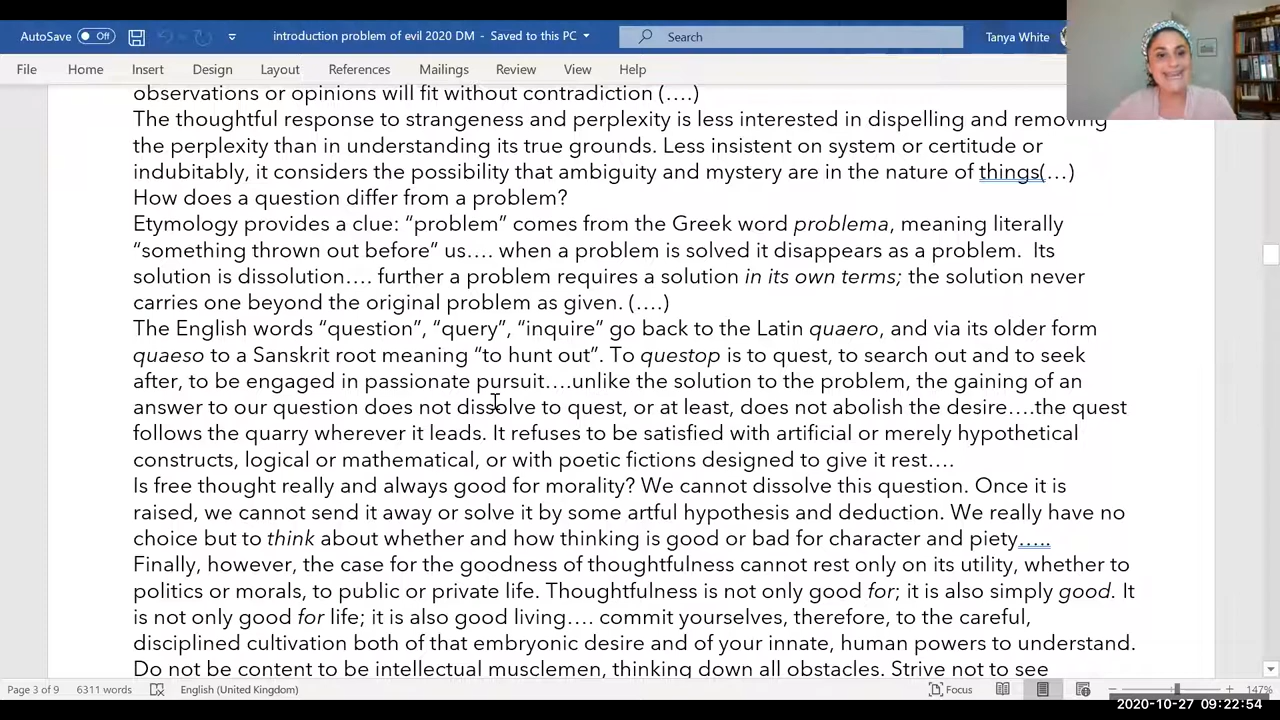 AutoSave Off introduction problem of evil 2020 DM - Saved to this PC Search Tanya White
File Home Insert Design Layout References Mailings Review View Help
observations or opinions will fit without contradiction (….)
The thoughtful response to strangeness and perplexity is less interested in dispelling and removing
the perplexity than in understanding its true grounds. Less insistent on system or certitude or
indubitably, it considers the possibility that ambiguity and mystery are in the nature of things(…)
How does a question differ from a problem?
Etymology provides a clue: “problem” comes from the Greek word problema, meaning literally
“something thrown out before” us…. when a problem is solved it disappears as a problem. Its
solution is dissolution…. further a problem requires a solution in its own terms; the solution never
carries one beyond the original problem as given. (….)
The English words “question”, “query”, “inquire” go back to the Latin quaero, and via its older form
quaeso to a Sanskrit root meaning “to hunt out”. To questop is to quest, to search out and to seek
after, to be engaged in passionate pursuit….unlike the solution to the problem, the gaining of an
answer to our question does not dissolve to quest, or at least, does not abolish the desire….the quest
follows the quarry wherever it leads. It refuses to be satisfied with artificial or merely hypothetical
constructs, logical or mathematical, or with poetic fictions designed to give it rest….
Is free thought really and always good for morality? We cannot dissolve this question. Once it is
raised, we cannot send it away or solve it by some artful hypothesis and deduction. We really have no
choice but to think about whether and how thinking is good or bad for character and piety…..
Finally, however, the case for the goodness of thoughtfulness cannot rest only on its utility, whether to
politics or morals, to public or private life. Thoughtfulness is not only good for; it is also simply good. It
is not only good for life; it is also good living…. commit yourselves, therefore, to the careful,
disciplined cultivation both of that embryonic desire and of your innate, human powers to understand.
Do not be content to be intellectual musclemen, thinking down all obstacles. Strive not to see
Page 3 of 9 6311 words English (United Kingdom) Focus 147%
2020-10-27 09:22:54